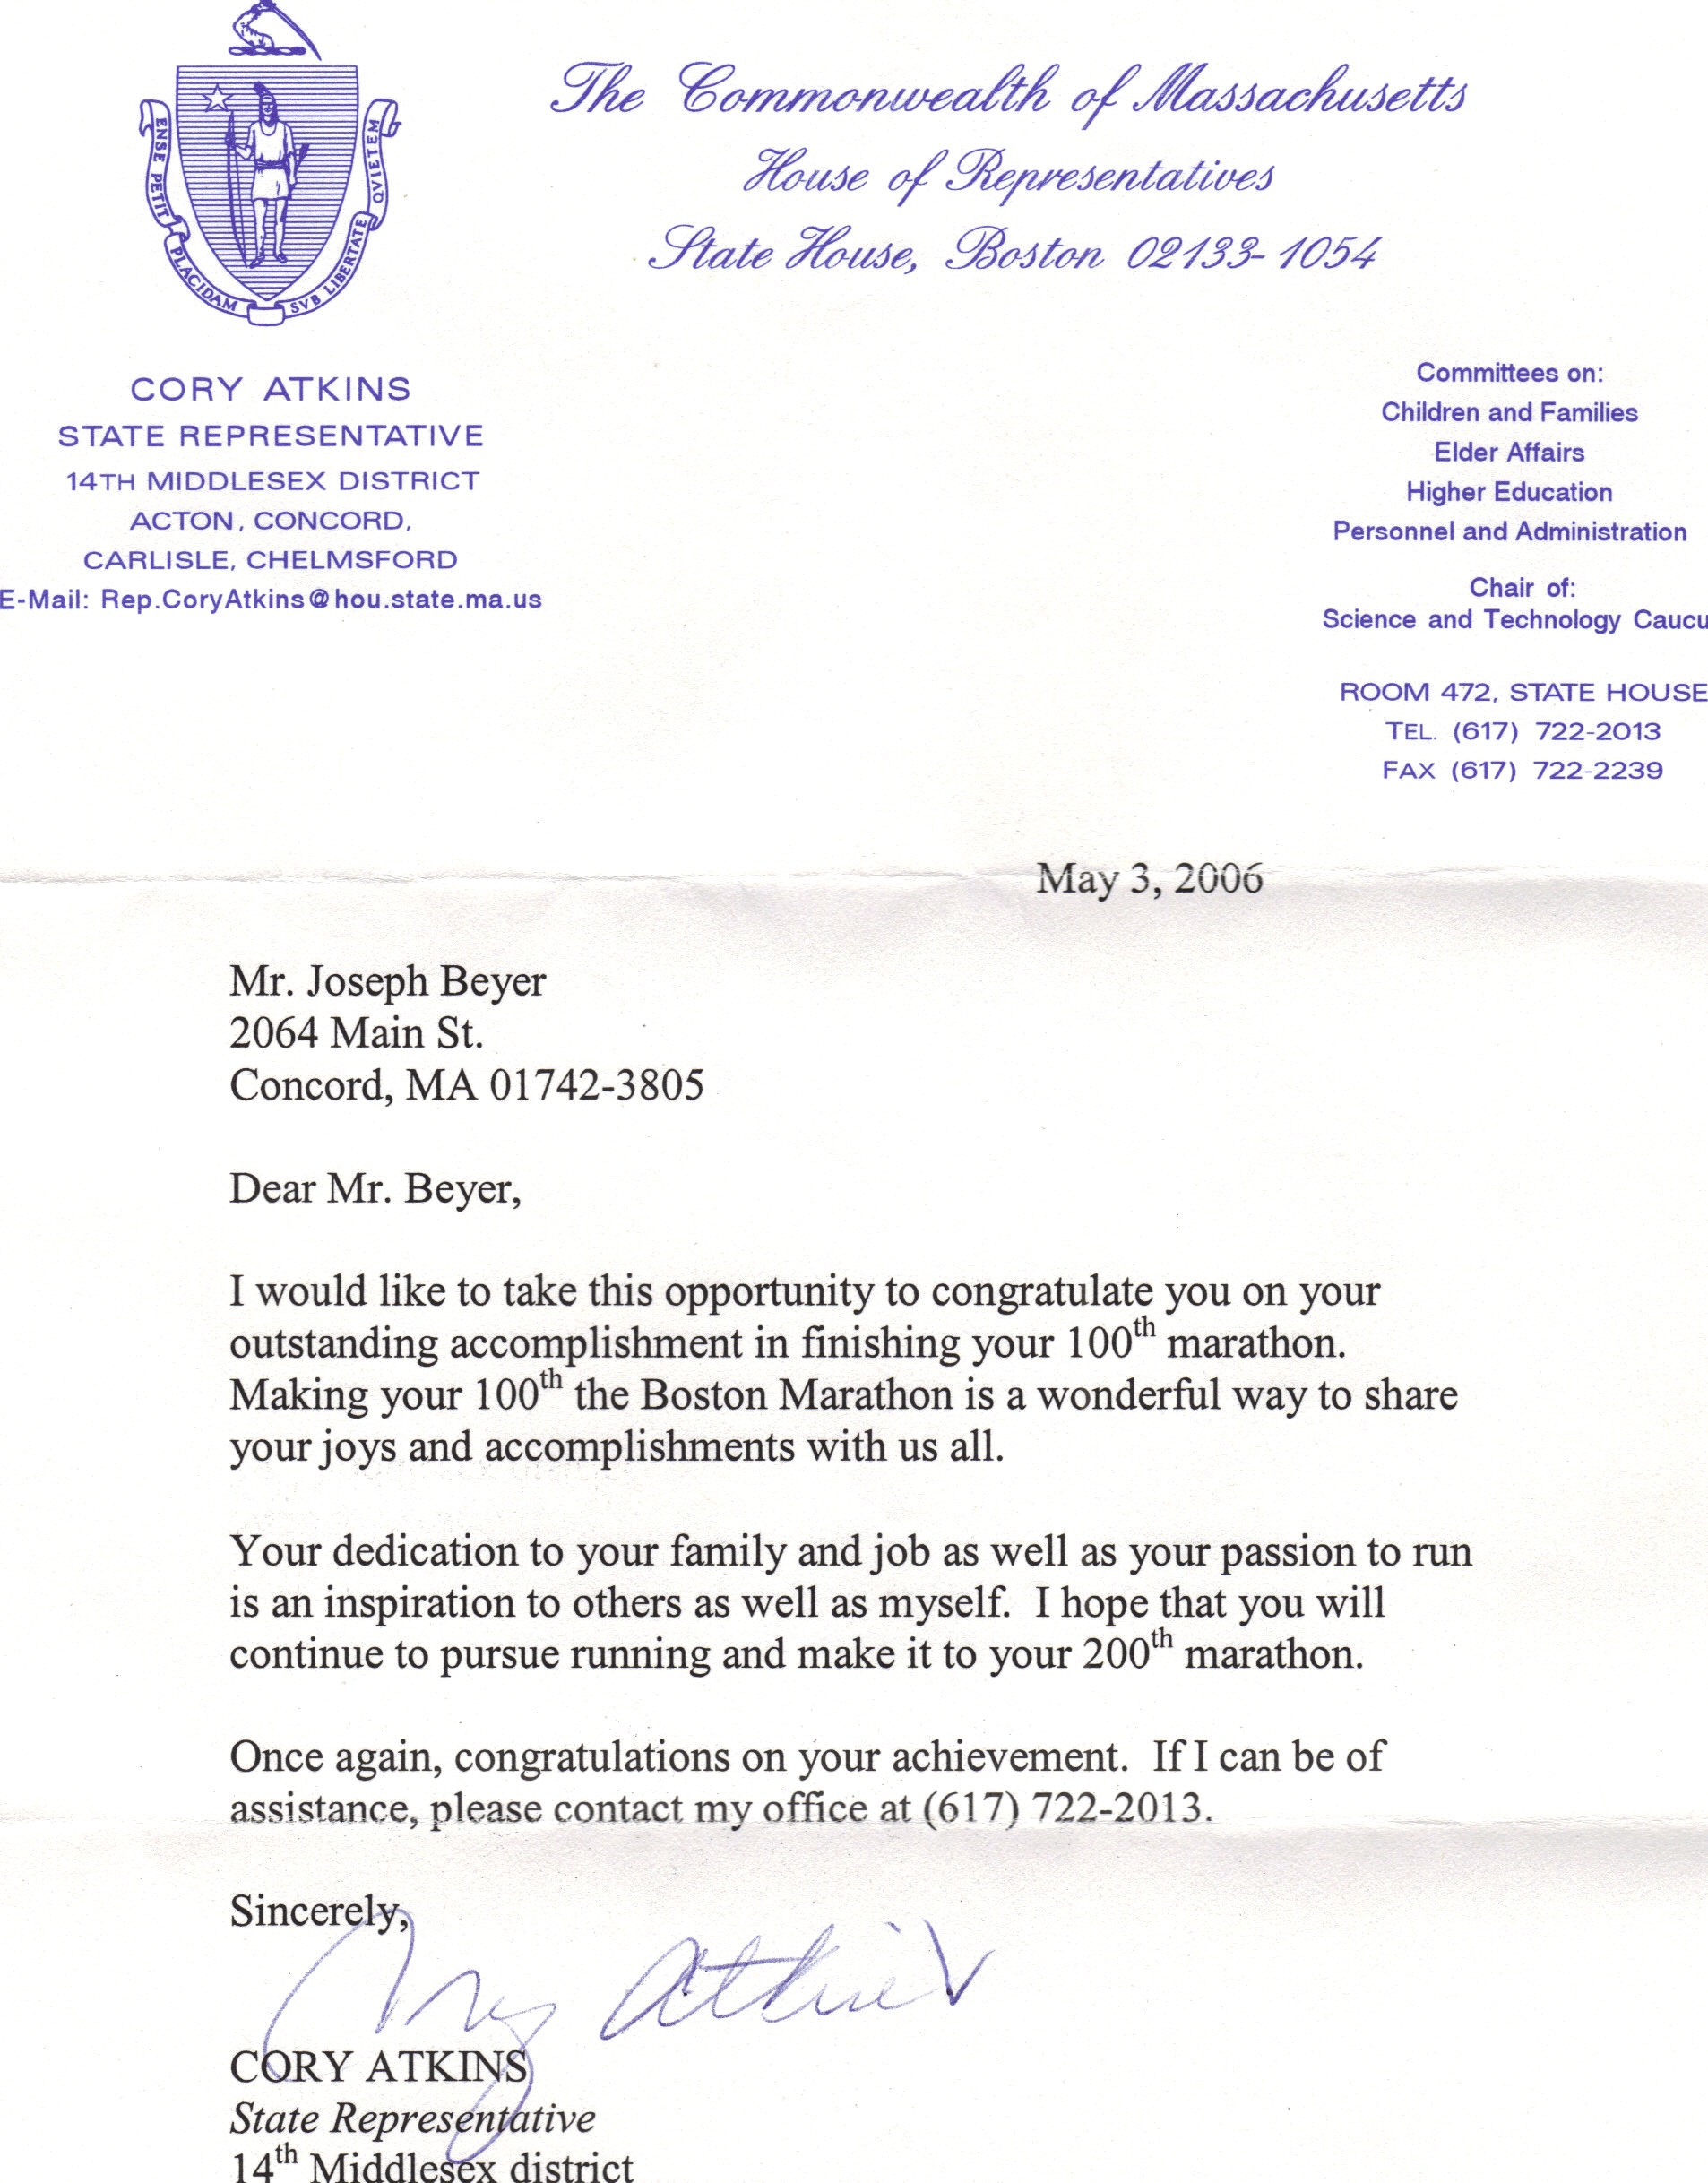 The Commonwealth of Massachusetts
House of Representatives
State House, Boston 02133-1054
ENSE PETIT PLACIDAM SVB LIBERTATE QVIETEM
CORY ATKINS
STATE REPRESENTATIVE
14TH MIDDLESEX DISTRICT
ACTON, CONCORD,
CARLISLE, CHELMSFORD
E-Mail: Rep.CoryAtkins@hou.state.ma.us
Committees on:
Children and Families
Elder Affairs
Higher Education
Personnel and Administration
Chair of:
Science and Technology Caucu
ROOM 472, STATE HOUSE
TEL. (617) 722-2013
FAX (617) 722-2239
May 3, 2006
Mr. Joseph Beyer
2064 Main St.
Concord, MA 01742-3805
Dear Mr. Beyer,
I would like to take this opportunity to congratulate you on your
outstanding accomplishment in finishing your 100th marathon.
Making your 100th the Boston Marathon is a wonderful way to share
your joys and accomplishments with us all.
Your dedication to your family and job as well as your passion to run
is an inspiration to others as well as myself.  I hope that you will
continue to pursue running and make it to your 200th marathon.
Once again, congratulations on your achievement.  If I can be of
assistance, please contact my office at (617) 722-2013.
Sincerely,
Cory Atkins
CORY ATKINS
State Representative
14th Middlesex district